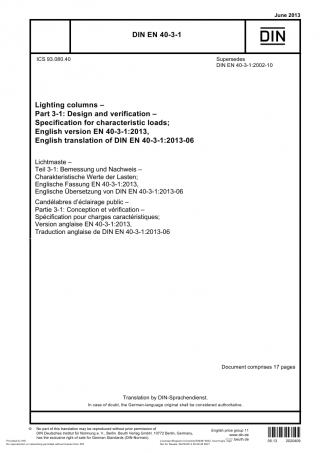 June 2013
DIN EN 40-3-1
DIN
ICS 93.080.40
Supersedes
DIN EN 40-3-1:2002-10
Lighting columns –
Part 3-1: Design and verification –
Specification for characteristic loads;
English version EN 40-3-1:2013,
English translation of DIN EN 40-3-1:2013-06
Lichtmaste –
Teil 3-1: Bemessung und Nachweis –
Charakteristische Werte der Lasten;
Englische Fassung EN 40-3-1:2013,
Englische Übersetzung von DIN EN 40-3-1:2013-06
Candélabres d'éclairage public –
Partie 3-1: Conception et vérification –
Spécification pour charges caractéristiques;
Version anglaise EN 40-3-1:2013,
Traduction anglaise de DIN EN 40-3-1:2013-06
Document comprises 17 pages
Translation by DIN-Sprachendienst.
In case of doubt, the German-language original shall be considered authoritative.
© No part of this translation may be reproduced without prior permission of
DIN Deutsches Institut für Normung e. V., Berlin. Beuth Verlag GmbH, 10772 Berlin, Germany,
has the exclusive right of sale for German Standards (DIN-Normen).
English price group 11
www.din.de
www.beuth.de
09.13